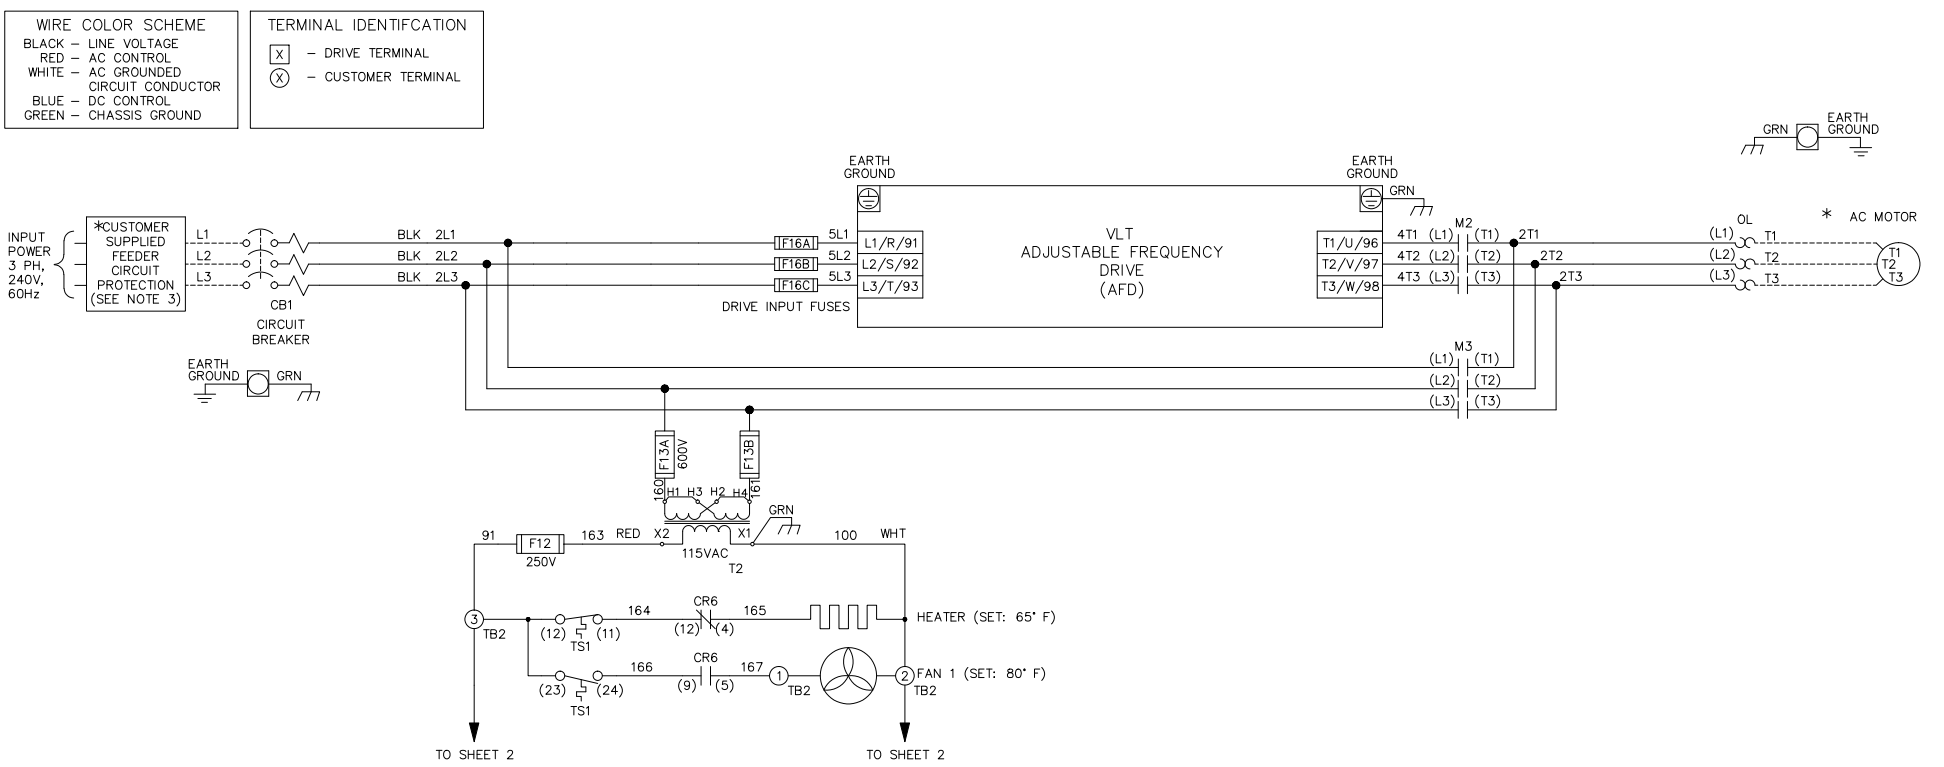 WIRE COLOR SCHEME
BLACK – LINE VOLTAGE
RED – AC CONTROL
WHITE – AC GROUNDED
CIRCUIT CONDUCTOR
BLUE – DC CONTROL
GREEN – CHASSIS GROUND
TERMINAL IDENTIFCATION
X – DRIVE TERMINAL
X – CUSTOMER TERMINAL
GRN
EARTH
GROUND
INPUT
POWER
3 PH,
240V,
60Hz
*CUSTOMER
SUPPLIED
FEEDER
CIRCUIT
PROTECTION
(SEE NOTE 3)
L1
L2
L3
CB1
CIRCUIT
BREAKER
BLK 2L1
BLK 2L2
BLK 2L3
F16A
F16B
F16C
DRIVE INPUT FUSES
5L1
5L2
5L3
EARTH
GROUND
L1/R/91
L2/S/92
L3/T/93
VLT
ADJUSTABLE FREQUENCY
DRIVE
(AFD)
EARTH
GROUND
GRN
T1/U/96
T2/V/97
T3/W/98
M2
4T1 (L1) (T1) 2T1
4T2 (L2) (T2) 2T2
4T3 (L3) (T3) 2T3
OL
(L1) T1
(L2) T2
(L3) T3
* AC MOTOR
T1
T2
T3
EARTH
GROUND
GRN
M3
(L1) (T1)
(L2) (T2)
(L3) (T3)
F13A
600V
F13B
160
161
H1 H3 H2 H4
GRN
91
F12
250V
163 RED X2
X1
100 WHT
115VAC
T2
3
TB2
(12) (11)
TS1
164
CR6
(12) (4)
165
HEATER (SET: 65° F)
(23) (24)
TS1
166
CR6
(9) (5)
167
1
TB2
2
TB2
FAN 1 (SET: 80° F)
TO SHEET 2
TO SHEET 2